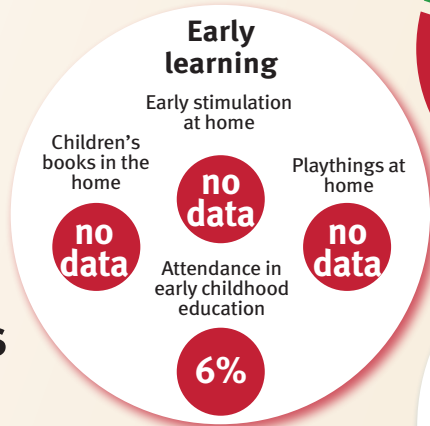 Early
learning
Early stimulation
at home
no
data
Children’s
books in the
home
no
data
Playthings at
home
no
data
Attendance in
early childhood
education
6%
s